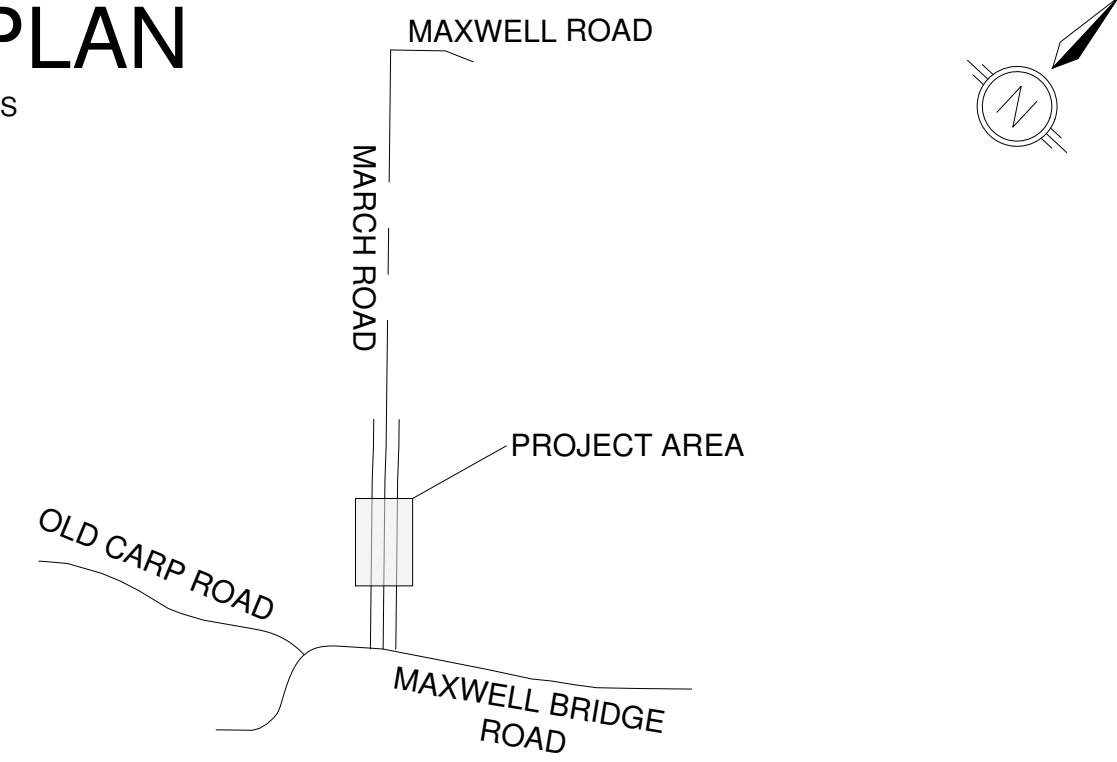 PLAN
S
MAXWELL ROAD
N
MARCH ROAD
PROJECT AREA
OLD CARP ROAD
MAXWELL BRIDGE
ROAD